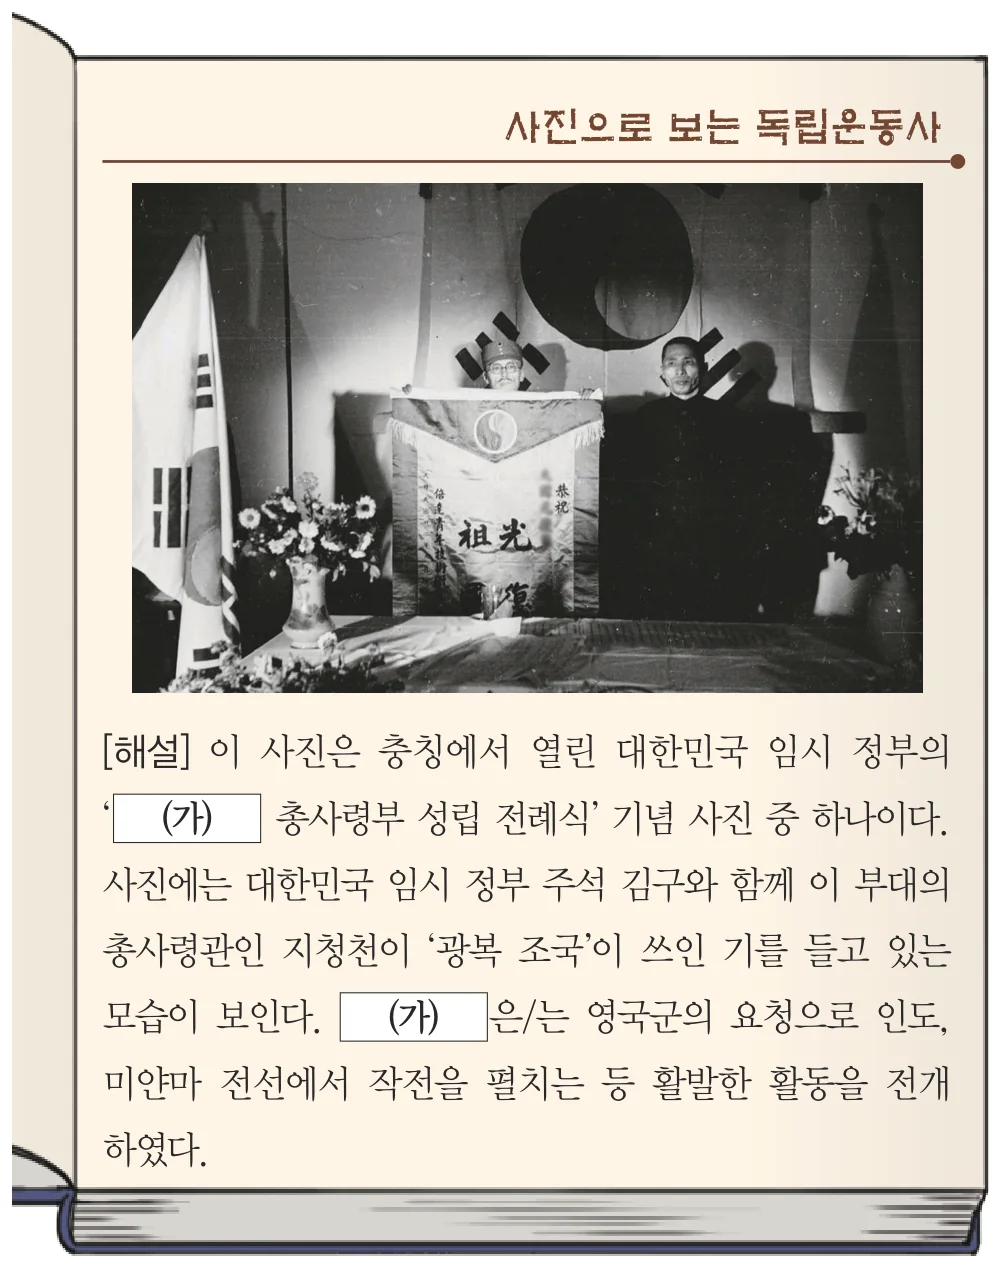 사진으로 보는 독립운동사
恭祝
光復
祖
倍達青年
[해설] 이 사진은 충칭에서 열린 대한민국 임시 정부의
‘ (가) 총사령부 성립 전례식’ 기념 사진 중 하나이다.
사진에는 대한민국 임시 정부 주석 김구와 함께 이 부대의
총사령관인 지청천이 ‘광복 조국’이 쓰인 기를 들고 있는
모습이 보인다. (가) 은/는 영국군의 요청으로 인도,
미얀마 전선에서 작전을 펼치는 등 활발한 활동을 전개
하였다.